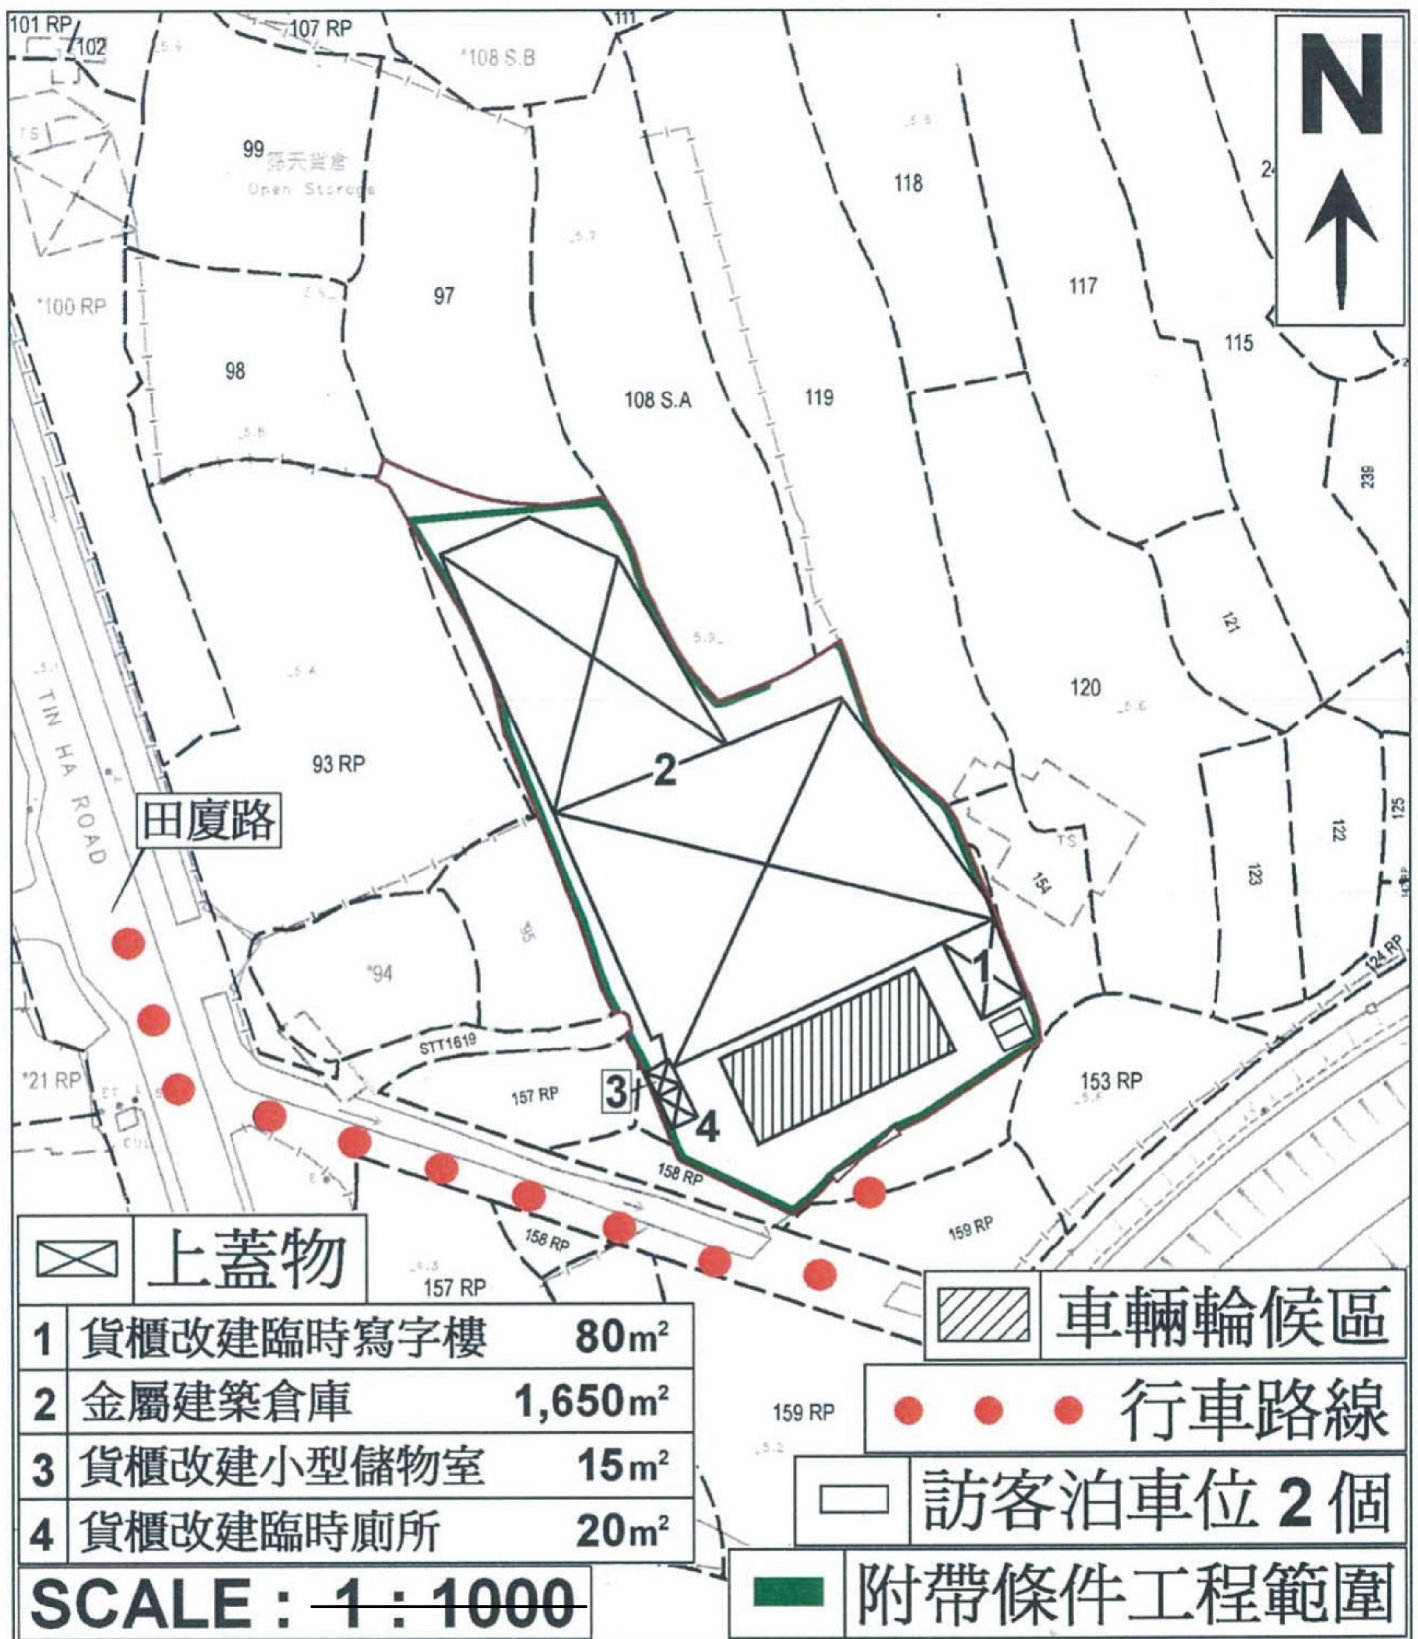 101 RP
102
107 RP
111
*108 S.B
N
99
露天貨倉
Open Storage
TS
118
97
117
*100 RP
115
98
108 S.A
119
239
121
120
93 RP
2
TIN HA ROAD
田廈路
TS
154
123
122
125
*95
*94
1
124 RP
STT1619
*21 RP
157 RP
3
4
153 RP
158 RP
159 RP
158 RP
157 RP
159 RP
上蓋物
1 貨櫃改建臨時寫字樓 80m²
2 金屬建築倉庫 1,650m²
3 貨櫃改建小型儲物室 15m²
4 貨櫃改建臨時廁所 20m²
SCALE : 1 : 1000
車輛輪候區
行車路線
訪客泊車位 2 個
附帶條件工程範圍